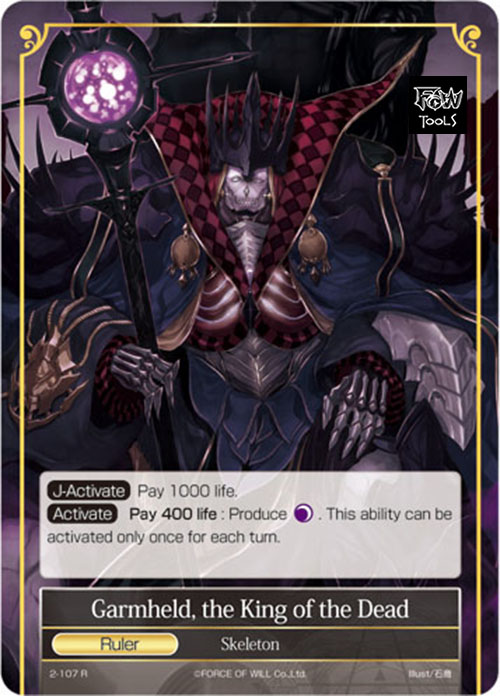 FOW
TOOLS
J-Activate Pay 1000 life.
Activate Pay 400 life : Produce . This ability can be
activated only once for each turn.
Garmheld, the King of the Dead
Ruler Skeleton
2-107 R ©FORCE OF WILL Co.,Ltd. Illust/石鹿